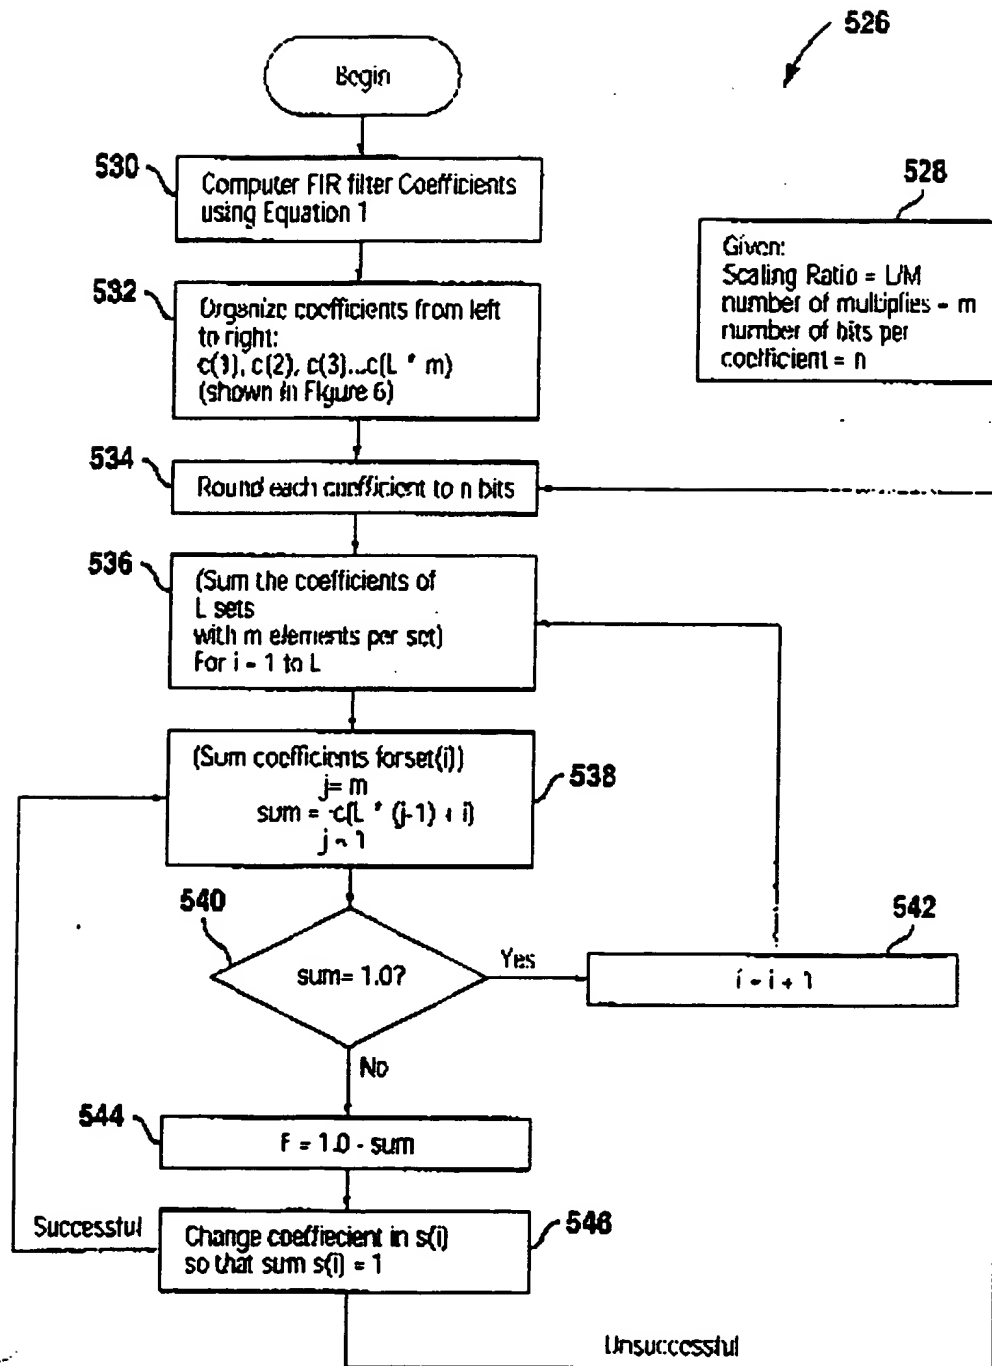 526
Begin
530
Computer FIR filter Coefficients
using Equation 1
528
Given:
Scaling Ratio = L/M
number of multiplies = m
number of bits per
coefficient = n
532
Organize coefficients from left
to right:
c(1), c(2), c(3)...c(L * m)
(shown in Figure 6)
534
Round each coefficient to n bits
536
(Sum the coefficients of
L sets
with m elements per set)
For i = 1 to L
(Sum coefficients forset(i))
j= m
sum = -c(L * (j-1) + i)
j = 1
538
540
sum= 1.0?
Yes
542
i = i + 1
No
544
F = 1.0 - sum
Successful
Change coeffiecient in s(i)
so that sum s(i) = 1
546
Unsuccessful